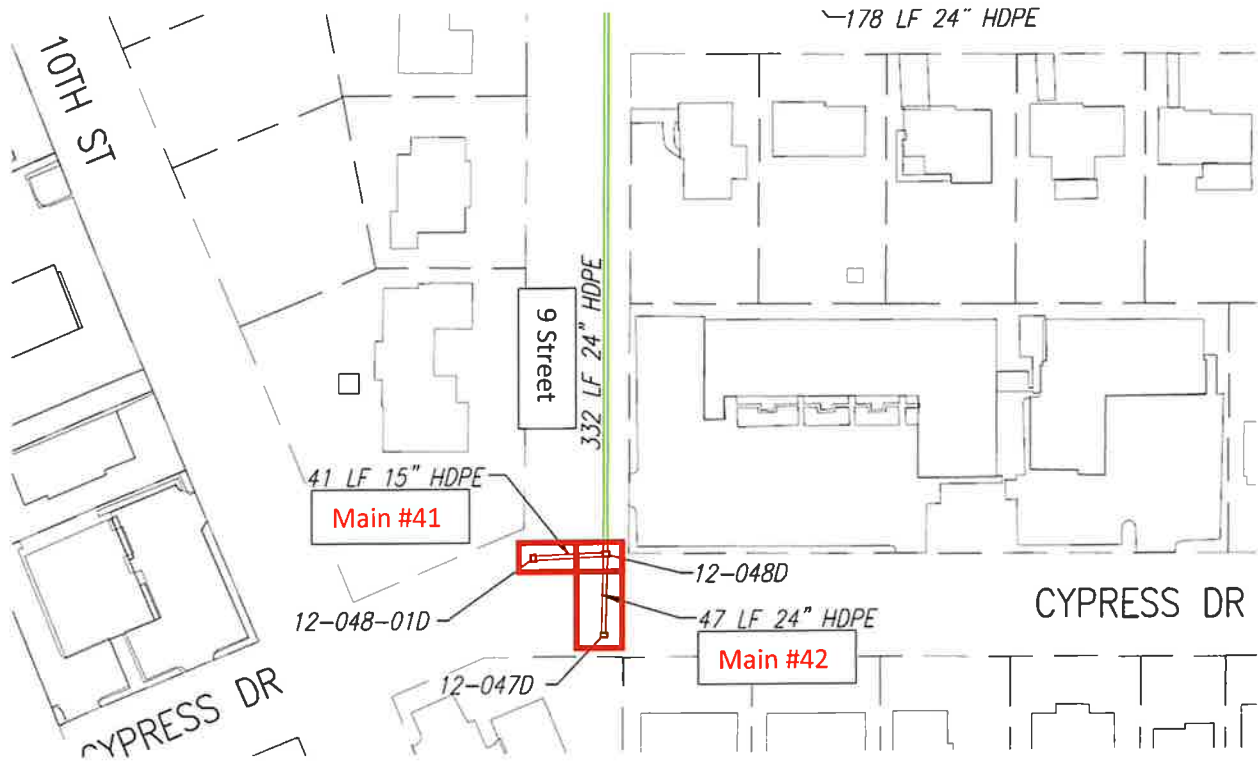 178 LF 24" HDPE
10TH ST
9 Street
332 LF 24" HDPE
41 LF 15" HDPE
Main #41
12-048D
12-048-01D
47 LF 24" HDPE
CYPRESS DR
Main #42
12-047D
CYPRESS DR